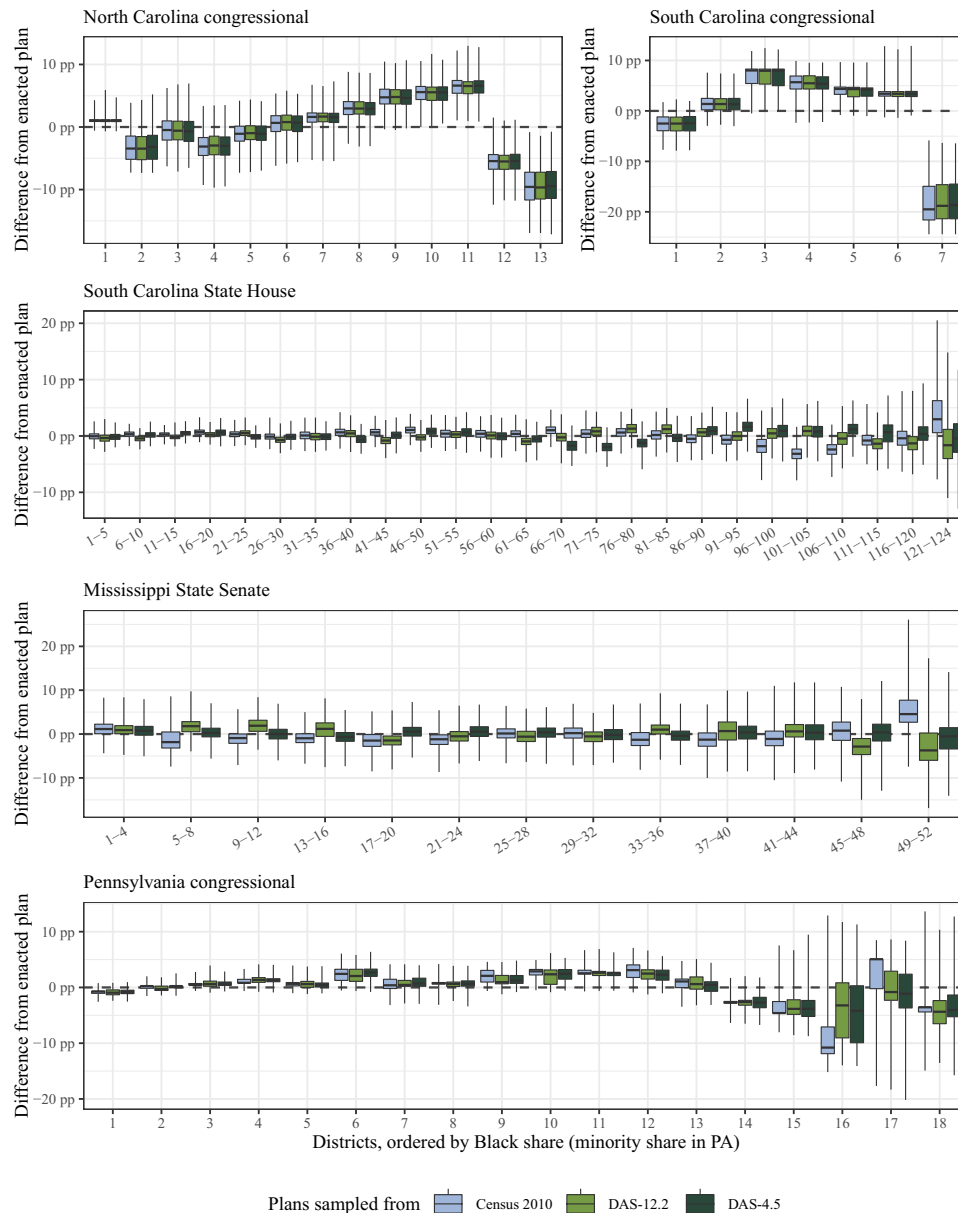 North Carolina congressional
Difference from enacted plan
10 pp
0 pp
−10 pp
1 2 3 4 5 6 7 8 9 10 11 12 13
South Carolina congressional
Difference from enacted plan
10 pp
0 pp
−10 pp
−20 pp
1 2 3 4 5 6 7
South Carolina State House
Difference from enacted plan
20 pp
10 pp
0 pp
−10 pp
1−5 6−10 11−15 16−20 21−25 26−30 31−35 36−40 41−45 46−50 51−55 56−60 61−65 66−70 71−75 76−80 81−85 86−90 91−95 96−100 101−105 106−110 111−115 116−120 121−124
Mississippi State Senate
Difference from enacted plan
20 pp
10 pp
0 pp
−10 pp
1−4 5−8 9−12 13−16 17−20 21−24 25−28 29−32 33−36 37−40 41−44 45−48 49−52
Pennsylvania congressional
Difference from enacted plan
10 pp
0 pp
−10 pp
−20 pp
1 2 3 4 5 6 7 8 9 10 11 12 13 14 15 16 17 18
Districts, ordered by Black share (minority share in PA)
Plans sampled from Census 2010 DAS−12.2 DAS−4.5